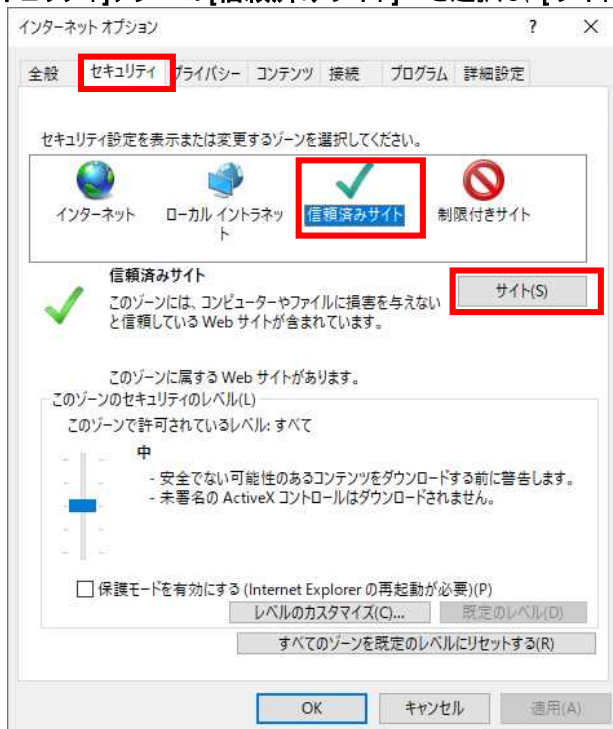 インターネット オプション ? ×
全般 セキュリティ プライバシー コンテンツ 接続 プログラム 詳細設定
セキュリティ設定を表示または変更するゾーンを選択してください。
インターネット ローカル イントラネッ 信頼済みサイト 制限付きサイト
ト
信頼済みサイト
サイト(S)
このゾーンには、コンピューターやファイルに損害を与えない
と信頼している Web サイトが含まれています。
このゾーンに属する Web サイトがあります。
このゾーンのセキュリティのレベル(L)
このゾーンで許可されているレベル: すべて
中
- 安全でない可能性のあるコンテンツをダウンロードする前に警告します。
- 未署名の ActiveX コントロールはダウンロードされません。
保護モードを有効にする (Internet Explorer の再起動が必要)(P)
レベルのカスタマイズ(C)... 既定のレベル(D)
すべてのゾーンを既定のレベルにリセットする(R)
OK キャンセル 適用(A)